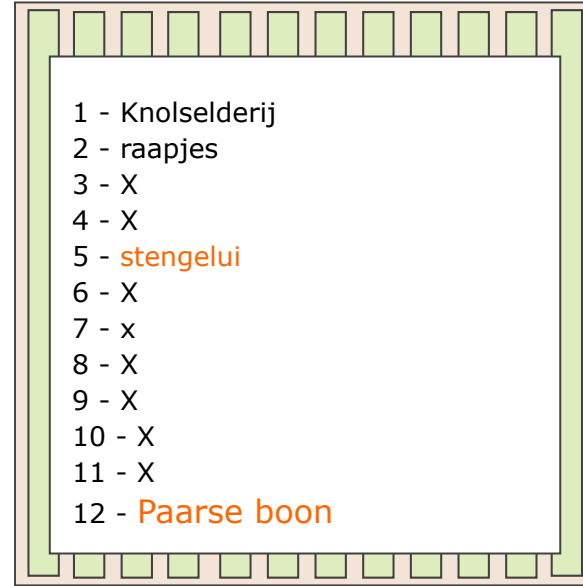 1 - Knolselderij
2 - raapjes
3 - X
4 - X
5 - stengelui
6 - X
7 - x
8 - X
9 - X
10 - X
11 - X
12 - Paarse boon